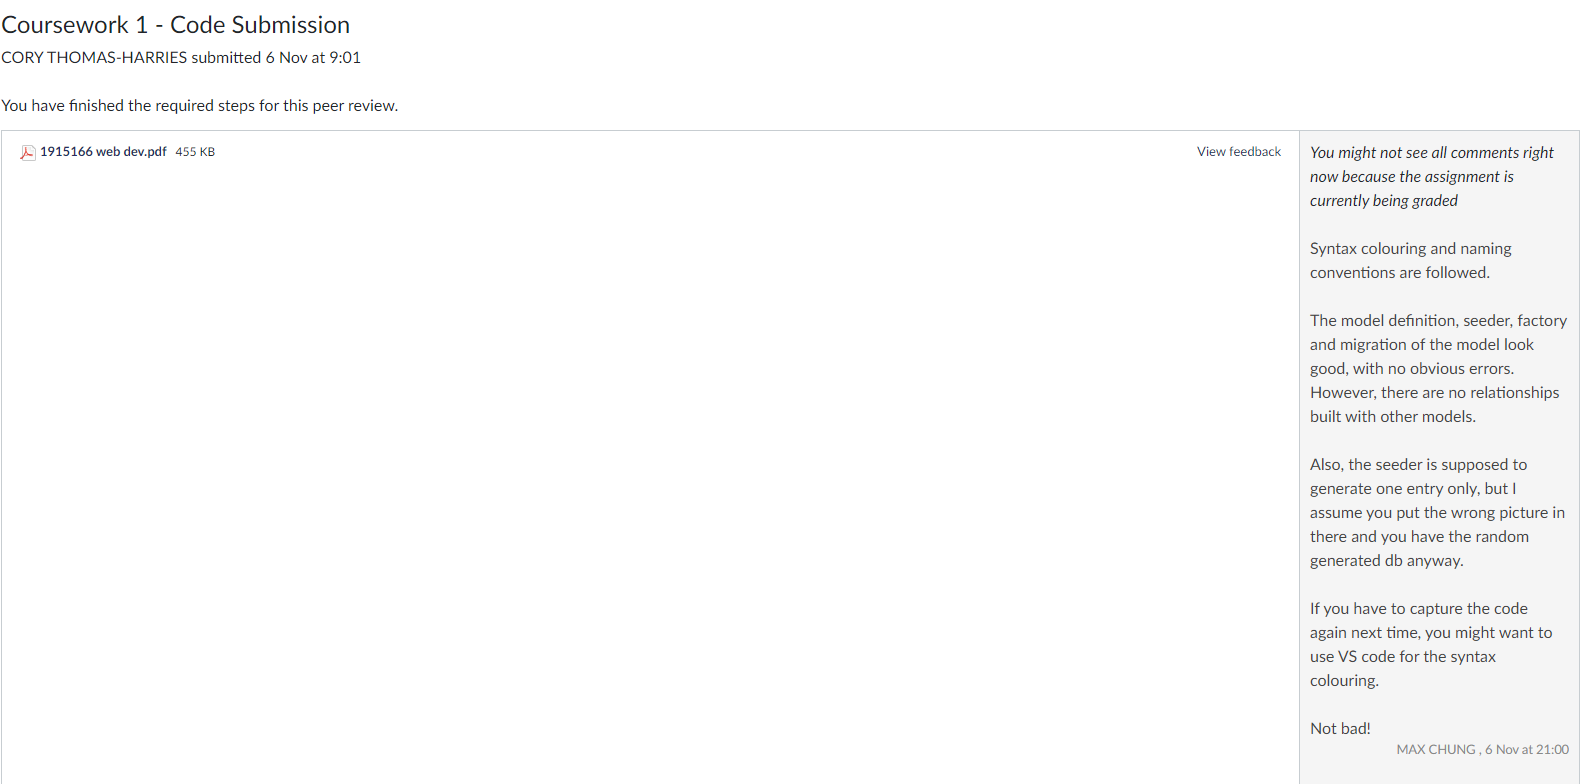 Coursework 1 - Code Submission
CORY THOMAS-HARRIES submitted 6 Nov at 9:01
You have finished the required steps for this peer review.
1915166 web dev.pdf 455 KB
View feedback
You might not see all comments right
now because the assignment is
currently being graded
Syntax colouring and naming
conventions are followed.
The model definition, seeder, factory
and migration of the model look
good, with no obvious errors.
However, there are no relationships
built with other models.
Also, the seeder is supposed to
generate one entry only, but I
assume you put the wrong picture in
there and you have the random
generated db anyway.
If you have to capture the code
again next time, you might want to
use VS code for the syntax
colouring.
Not bad!
MAX CHUNG , 6 Nov at 21:00